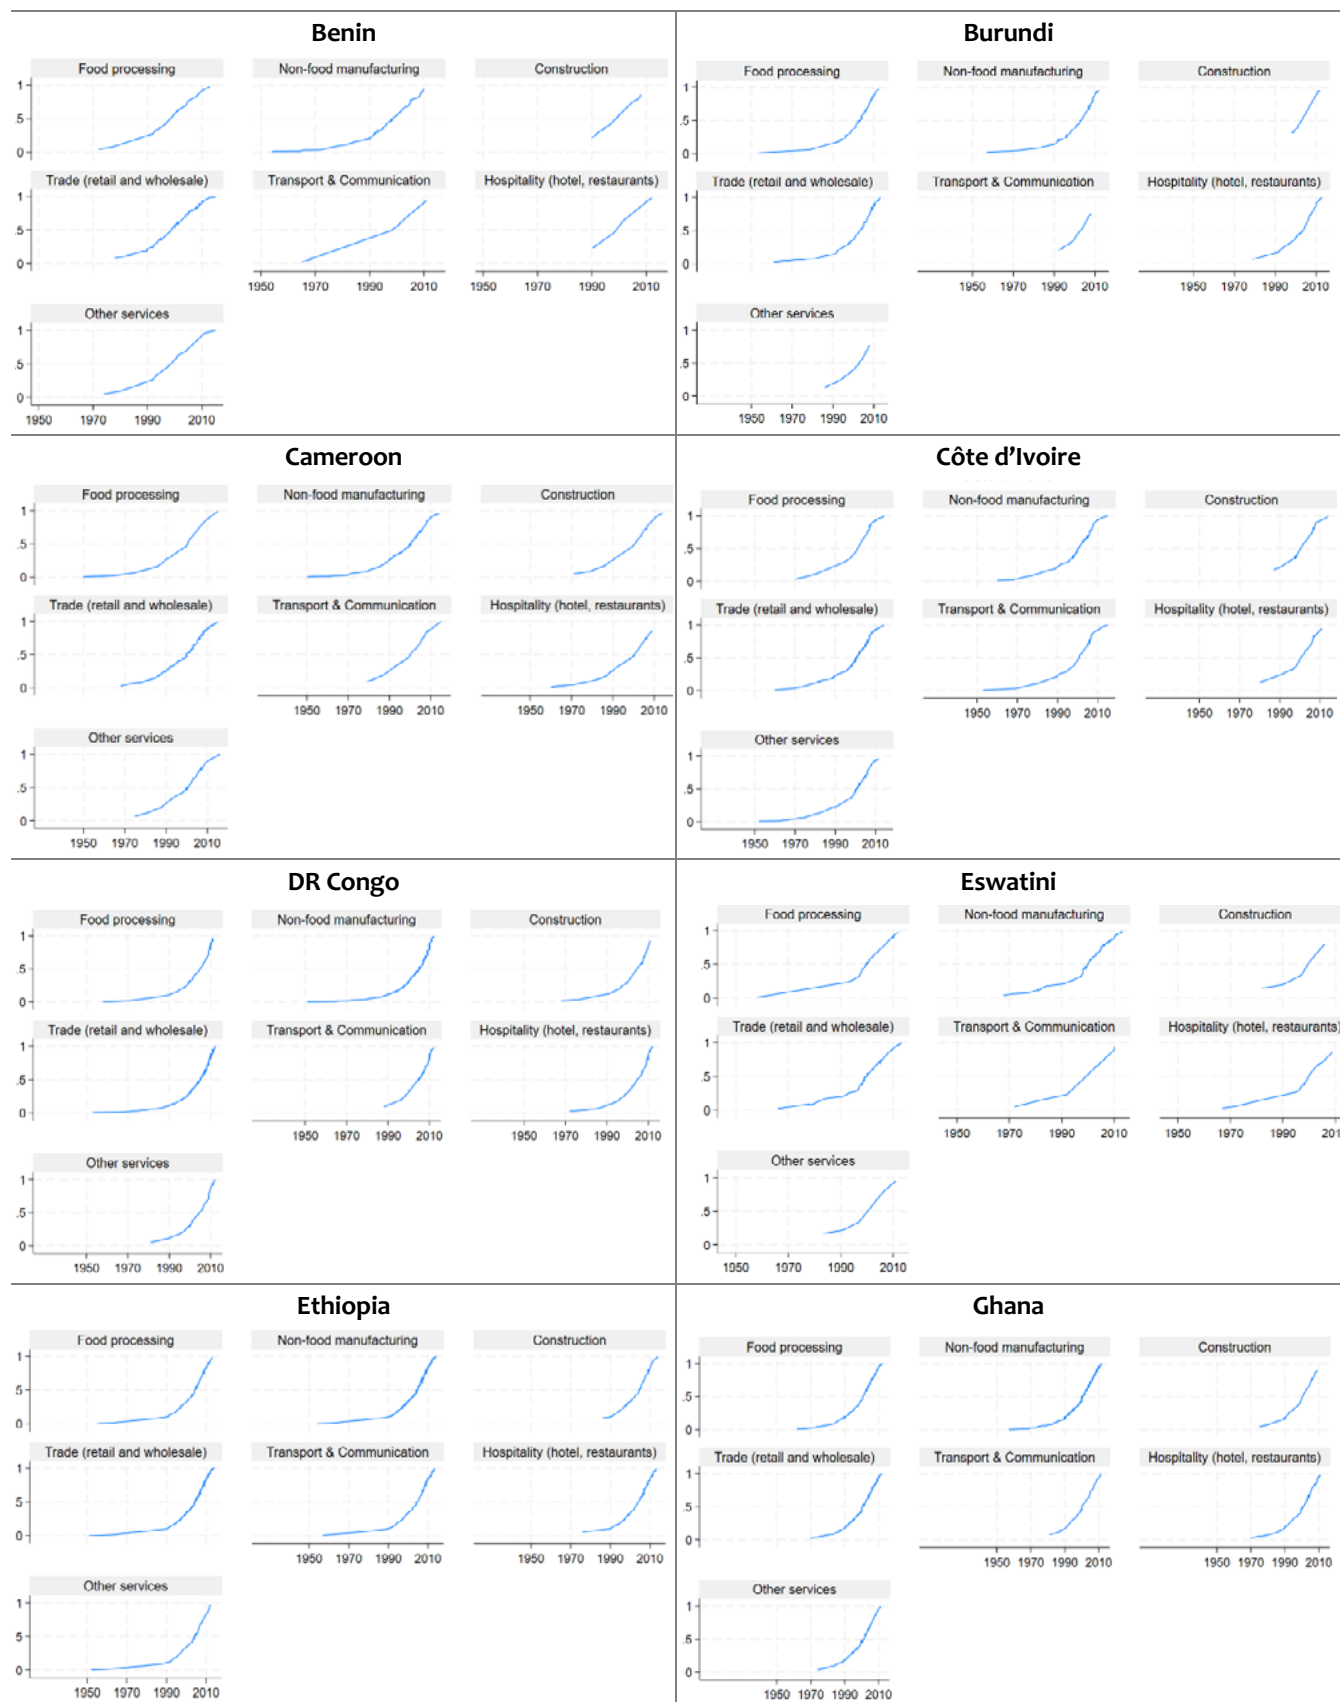 Benin
Food processing Non-food manufacturing Construction
1
.5
0
Trade (retail and wholesale) Transport & Communication Hospitality (hotel, restaurants)
1
.5
0
1950 1970 1990 2010 1950 1970 1990 2010
Other services
1
.5
0
1950 1970 1990 2010
Burundi
Food processing Non-food manufacturing Construction
1
.5
0
Trade (retail and wholesale) Transport & Communication Hospitality (hotel, restaurants)
1
.5
0
1950 1970 1990 2010 1950 1970 1990 2010
Other services
1
.5
0
1950 1970 1990 2010
Cameroon
Food processing Non-food manufacturing Construction
1
.5
0
Trade (retail and wholesale) Transport & Communication Hospitality (hotel, restaurants)
1
.5
0
1950 1970 1990 2010 1950 1970 1990 2010
Other services
1
.5
0
1950 1970 1990 2010
Côte d’Ivoire
Food processing Non-food manufacturing Construction
1
.5
0
Trade (retail and wholesale) Transport & Communication Hospitality (hotel, restaurants)
1
.5
0
1950 1970 1990 2010 1950 1970 1990 2010
Other services
1
.5
0
1950 1970 1990 2010
DR Congo
Food processing Non-food manufacturing Construction
1
.5
0
Trade (retail and wholesale) Transport & Communication Hospitality (hotel, restaurants)
1
.5
0
1950 1970 1990 2010 1950 1970 1990 2010
Other services
1
.5
0
1950 1970 1990 2010
Eswatini
Food processing Non-food manufacturing Construction
1
.5
0
Trade (retail and wholesale) Transport & Communication Hospitality (hotel, restaurants)
1
.5
0
1950 1970 1990 2010 1950 1970 1990 201
Other services
1
.5
0
1950 1970 1990 2010
Ethiopia
Food processing Non-food manufacturing Construction
1
5
0
Trade (retail and wholesale) Transport & Communication Hospitality (hotel, restaurants)
1
5
0
1950 1970 1990 2010 1950 1970 1990 2010
Other services
1
.5
0
1950 1970 1990 2010
Ghana
Food processing Non-food manufacturing Construction
1
.5
0
Trade (retail and wholesale) Transport & Communication Hospitality (hotel, restaurants)
1
.5
0
1950 1970 1990 2010 1950 1970 1990 2010
Other services
1
.5
0
1950 1970 1990 2010